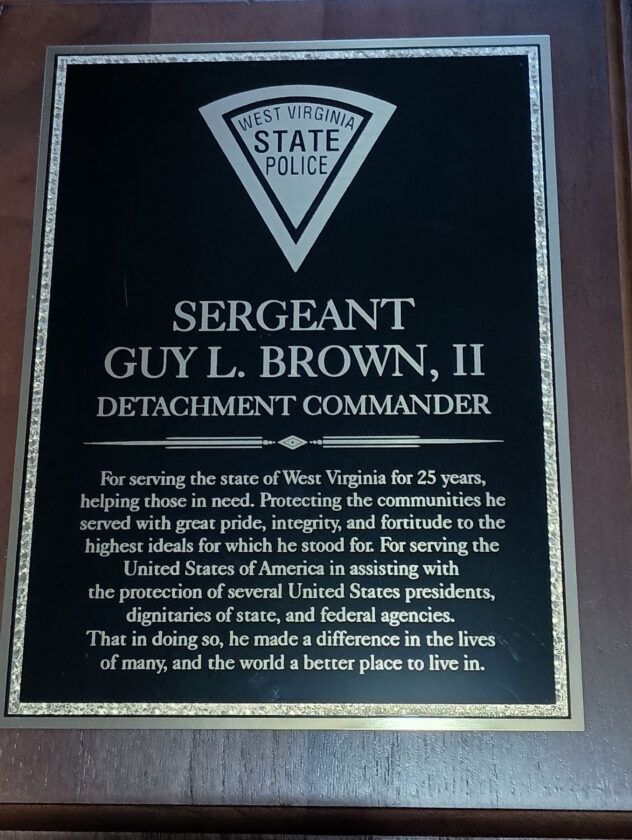 WEST VIRGINIA
STATE
POLICE
SERGEANT
GUY L. BROWN, II
DETACHMENT COMMANDER
For serving the state of West Virginia for 25 years,
helping those in need. Protecting the communities he
served with great pride, integrity, and fortitude to the
highest ideals for which he stood for. For serving the
United States of America in assisting with
the protection of several United States presidents,
dignitaries of state, and federal agencies.
That in doing so, he made a difference in the lives
of many, and the world a better place to live in.